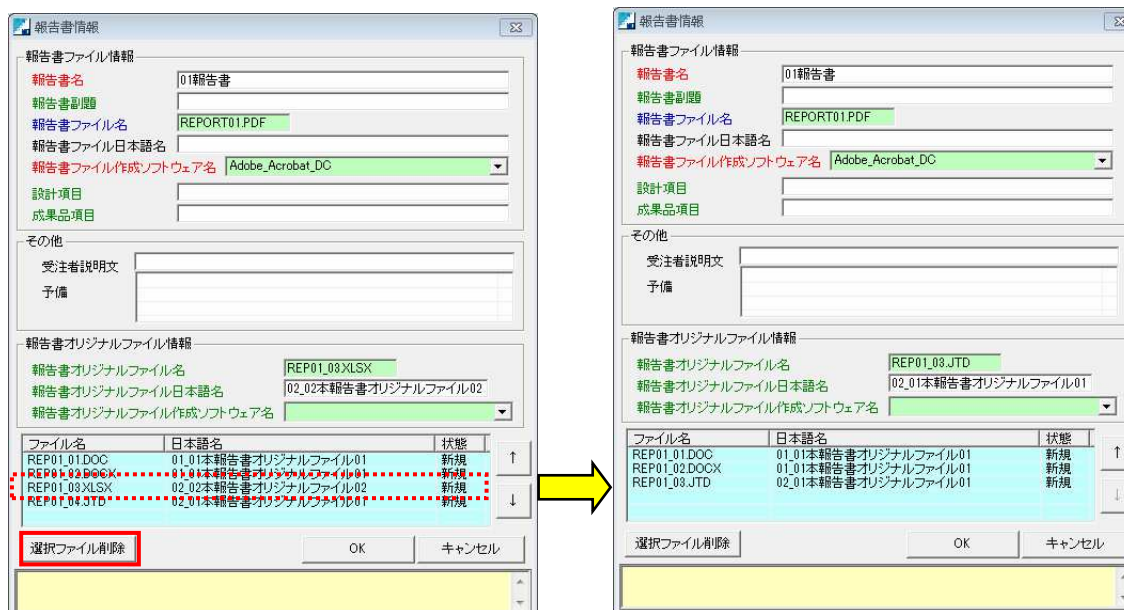 報告書情報
報告書ファイル情報
報告書名 01報告書
報告書副題
報告書ファイル名 REPORT01.PDF
報告書ファイル日本語名
報告書ファイル作成ソフトウェア名 Adobe_Acrobat_DC
設計項目
成果品項目
その他
受注者説明文
予備
報告書オリジナルファイル情報
報告書オリジナルファイル名 REP01_03.XLSX
報告書オリジナルファイル日本語名 02_02本報告書オリジナルファイル02
報告書オリジナルファイル作成ソフトウェア名
ファイル名 日本語名 状態
REP01_01.DOC 01_01本報告書オリジナルファイル01 新規
REP01_02.DOCX 01_01本報告書オリジナルファイル01 新規
REP01_03.XLSX 02_02本報告書オリジナルファイル02 新規
REP01_04.JTD 02_01本報告書オリジナルファイル01 新規
↑
↓
選択ファイル削除 OK キャンセル
報告書情報
報告書ファイル情報
報告書名 01報告書
報告書副題
報告書ファイル名 REPORT01.PDF
報告書ファイル日本語名
報告書ファイル作成ソフトウェア名 Adobe_Acrobat_DC
設計項目
成果品項目
その他
受注者説明文
予備
報告書オリジナルファイル情報
報告書オリジナルファイル名 REP01_03.JTD
報告書オリジナルファイル日本語名 02_01本報告書オリジナルファイル01
報告書オリジナルファイル作成ソフトウェア名
ファイル名 日本語名 状態
REP01_01.DOC 01_01本報告書オリジナルファイル01 新規
REP01_02.DOCX 01_01本報告書オリジナルファイル01 新規
REP01_03.JTD 02_01本報告書オリジナルファイル01 新規
↑
↓
選択ファイル削除 OK キャンセル